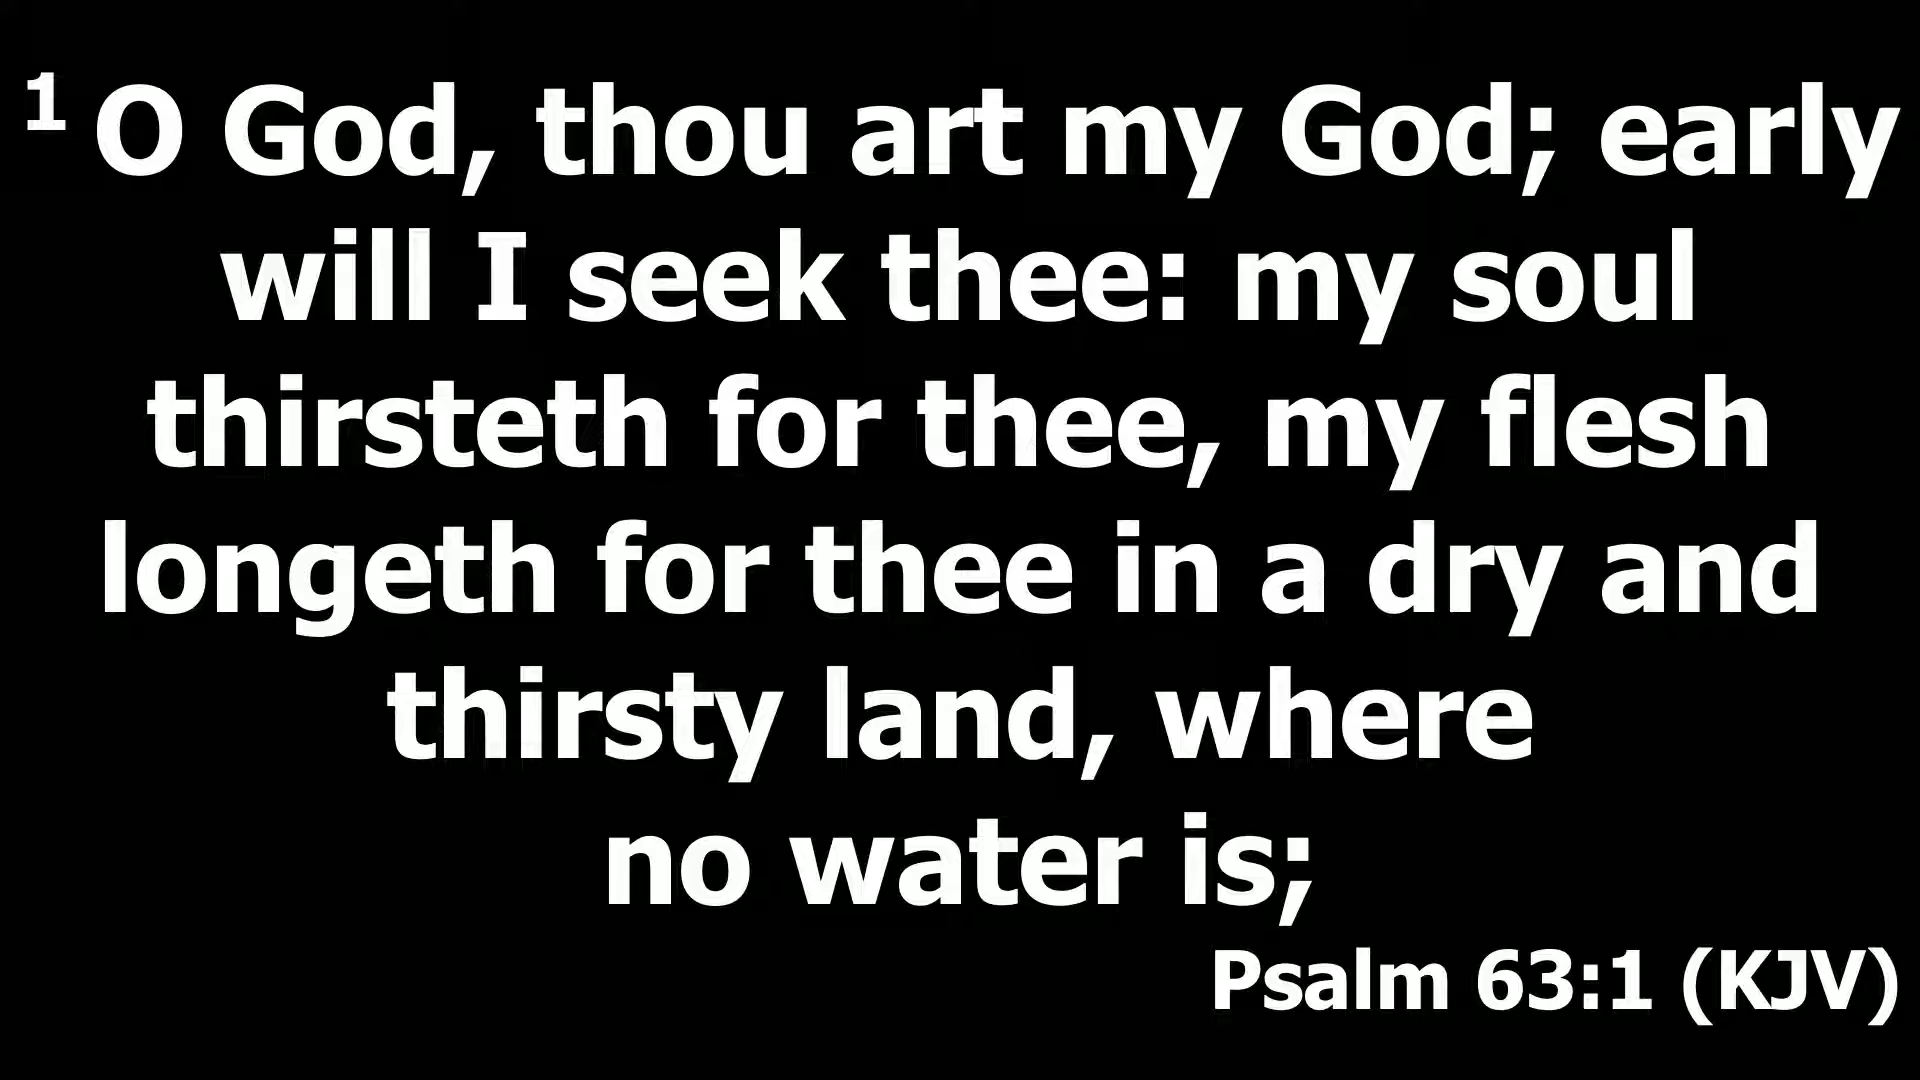 1 O God, thou art my God; early
will I seek thee: my soul
thirsteth for thee, my flesh
longeth for thee in a dry and
thirsty land, where
no water is;
Psalm 63:1 (KJV)